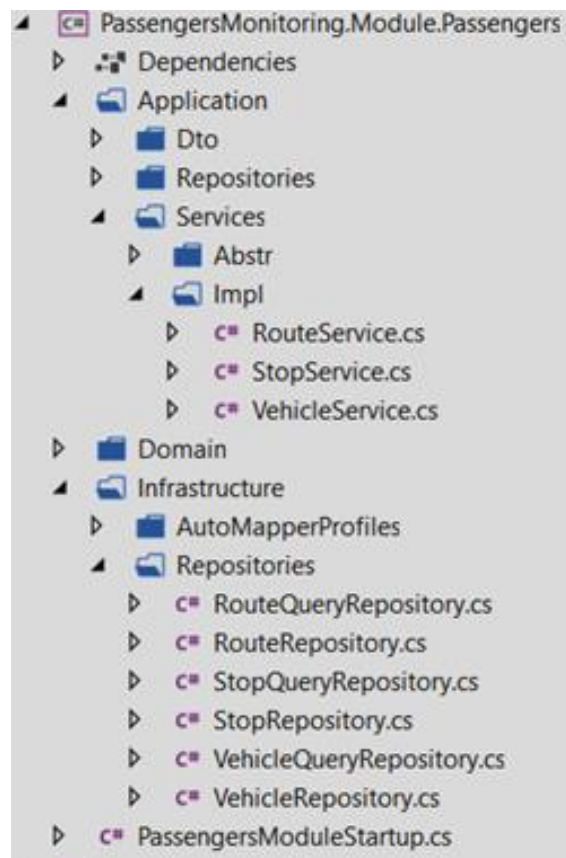 C# PassengersMonitoring.Module.Passengers
Dependencies
Application
Dto
Repositories
Services
Abstr
Impl
C# RouteService.cs
C# StopService.cs
C# VehicleService.cs
Domain
Infrastructure
AutoMapperProfiles
Repositories
C# RouteQueryRepository.cs
C# RouteRepository.cs
C# StopQueryRepository.cs
C# StopRepository.cs
C# VehicleQueryRepository.cs
C# VehicleRepository.cs
C# PassengersModuleStartup.cs